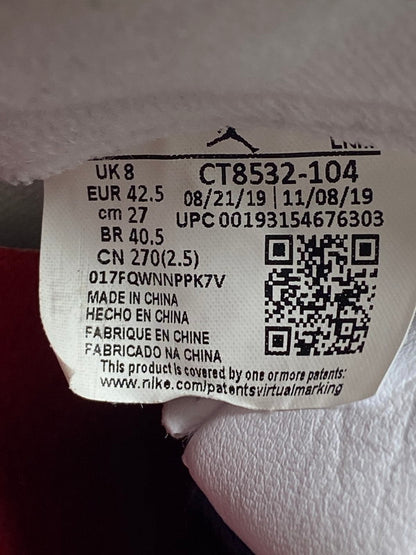 UK 8 CT8532-104
EUR 42.5 08/21/19 11/08/19
cm 27 UPC 00193154676303
BR 40.5
CN 270(2.5)
017FQWNNPPK7V
MADE IN CHINA
HECHO EN CHINA
FABRIQUE EN CHINE
FABRICADO NA CHINA
This product is covered by one or more patents:
www.nike.com/patentsvirtualmarking